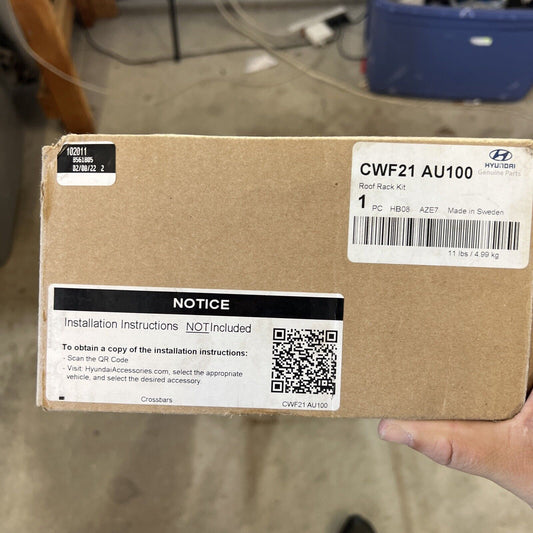 102011
8561805
02/08/22 2
CWF21 AU100
HYUNDAI
Genuine Parts
Roof Rack Kit
1 PC HB08 AZE7 Made in Sweden
11 lbs / 4.99 kg
NOTICE
Installation Instructions NOT Included
To obtain a copy of the installation instructions:
- Scan the QR Code
- Visit: HyundaiAccessories.com, select the appropriate
vehicle, and select the desired accessory.
Crossbars
CWF21 AU100